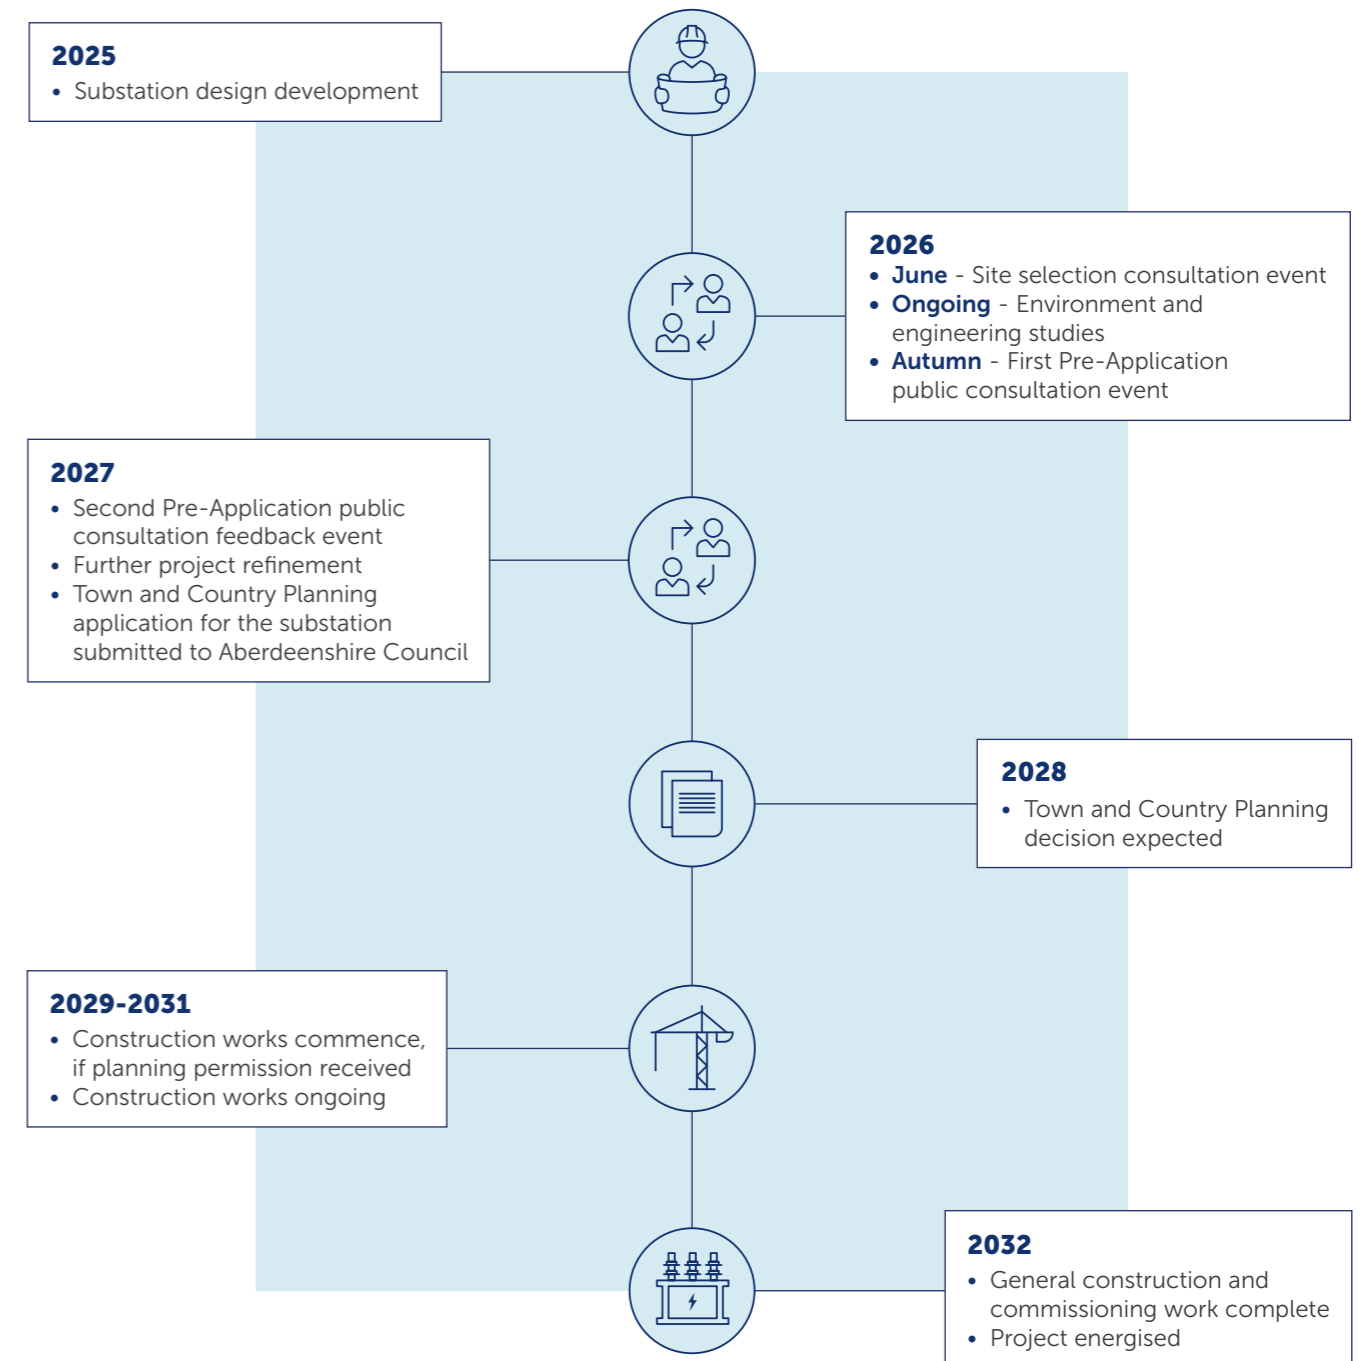 2025
• Substation design development
2026
• June - Site selection consultation event
• Ongoing - Environment and
engineering studies
• Autumn - First Pre-Application
public consultation event
2027
• Second Pre-Application public
consultation feedback event
• Further project refinement
• Town and Country Planning
application for the substation
submitted to Aberdeenshire Council
2028
• Town and Country Planning
decision expected
2029-2031
• Construction works commence,
if planning permission received
• Construction works ongoing
2032
• General construction and
commissioning work complete
• Project energised